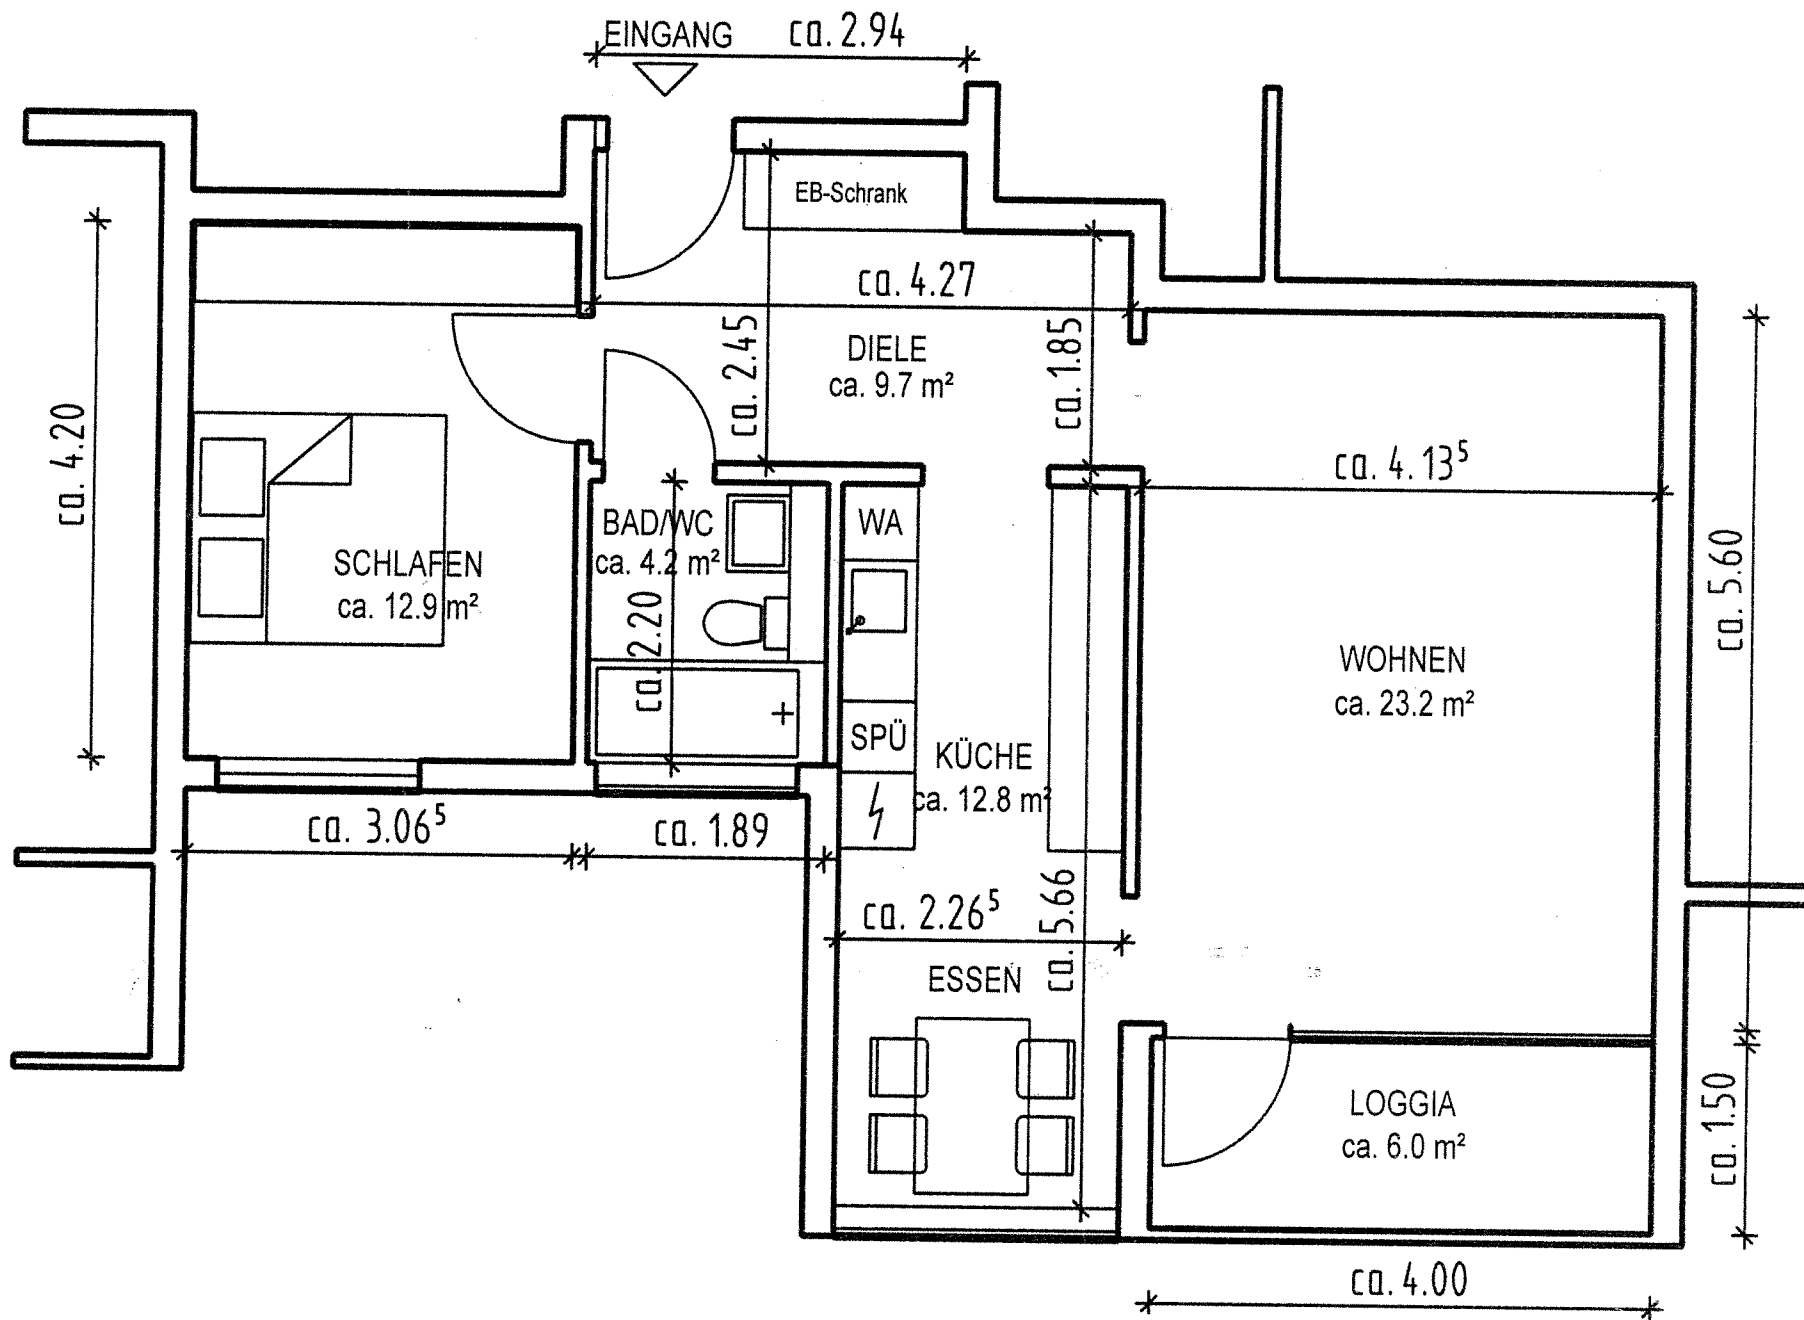 EINGANG
ca. 2.94
EB-Schrank
ca. 4.27
DIELE
ca. 9.7 m²
ca. 2.45
ca. 1.85
ca. 4.20
ca. 4.13⁵
SCHLAFEN
ca. 12.9 m²
BAD/WC
ca. 4.2 m²
ca. 2.20
WA
SPÜ
KÜCHE
ca. 12.8 m²
WOHNEN
ca. 23.2 m²
ca. 5.60
ca. 3.06⁵
ca. 1.89
ca. 2.26⁵
ca. 5.66
ESSEN
LOGGIA
ca. 6.0 m²
ca. 1.50
ca. 4.00